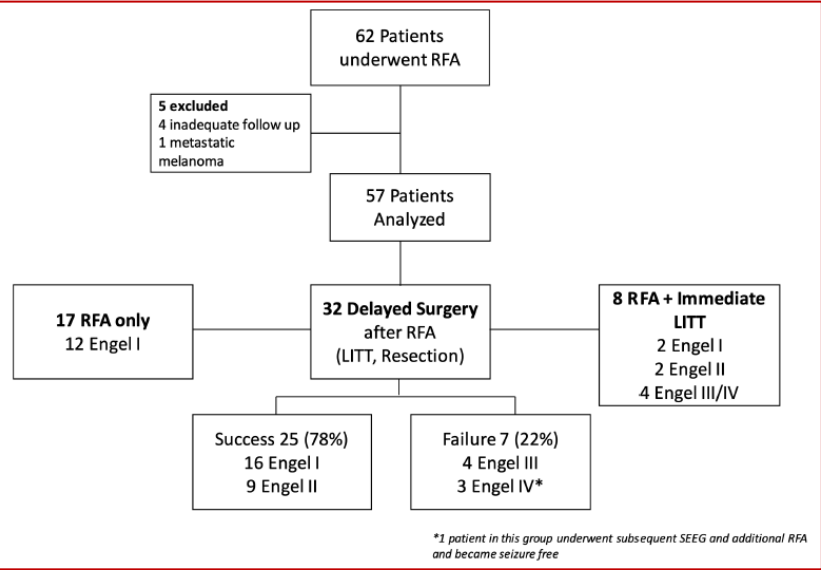 62 Patients
underwent RFA
5 excluded
4 inadequate follow up
1 metastatic
melanoma
57 Patients
Analyzed
17 RFA only
12 Engel I
32 Delayed Surgery
after RFA
(LITT, Resection)
8 RFA + Immediate
LITT
2 Engel I
2 Engel II
4 Engel III/IV
Success 25 (78%)
16 Engel I
9 Engel II
Failure 7 (22%)
4 Engel III
3 Engel IV*
*1 patient in this group underwent subsequent SEEG and additional RFA
and became seizure free